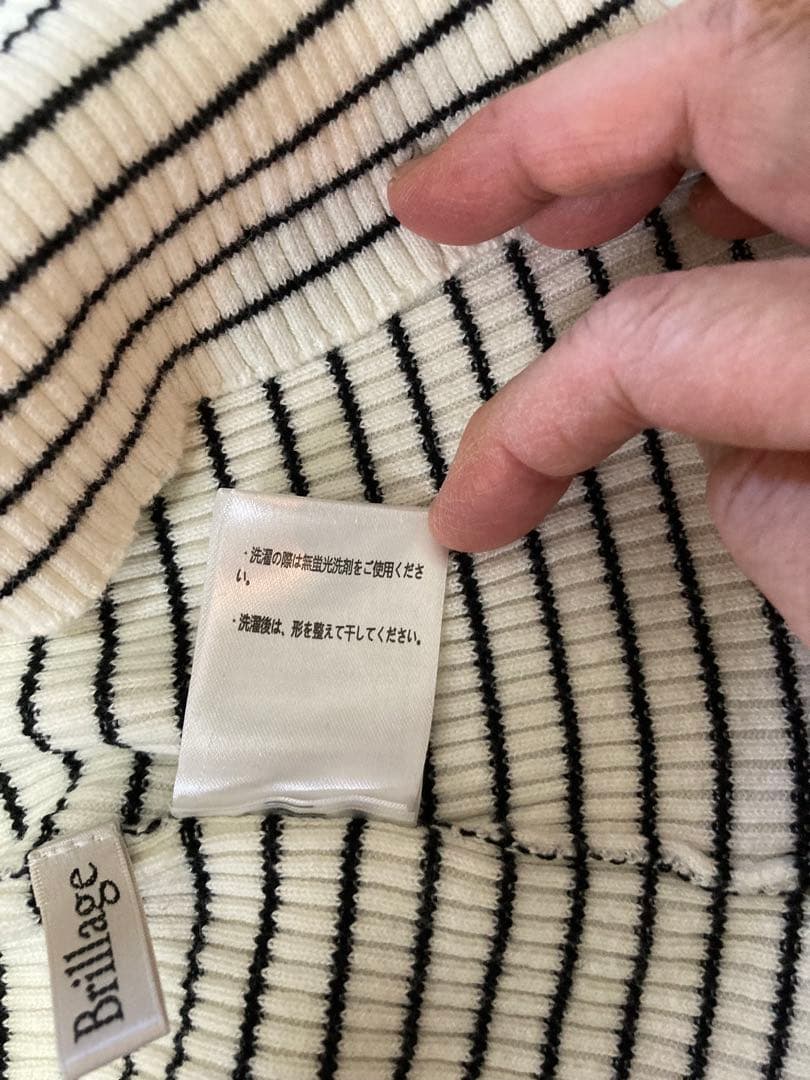 ・洗濯の際は無蛍光洗剤をご使用くださ
い。
・洗濯後は、形を整えて干してください。
Brillage